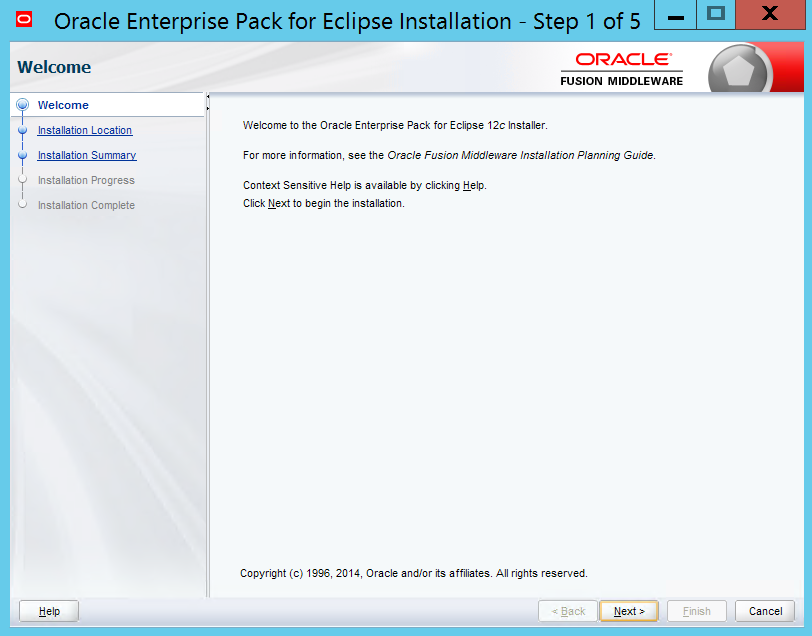 Oracle Enterprise Pack for Eclipse Installation - Step 1 of 5
Welcome
ORACLE
FUSION MIDDLEWARE
Welcome
Installation Location
Installation Summary
Installation Progress
Installation Complete
Welcome to the Oracle Enterprise Pack for Eclipse 12c Installer.
For more information, see the Oracle Fusion Middleware Installation Planning Guide.
Context Sensitive Help is available by clicking Help.
Click Next to begin the installation.
Copyright (c) 1996, 2014, Oracle and/or its affiliates. All rights reserved.
Help
< Back
Next >
Finish
Cancel